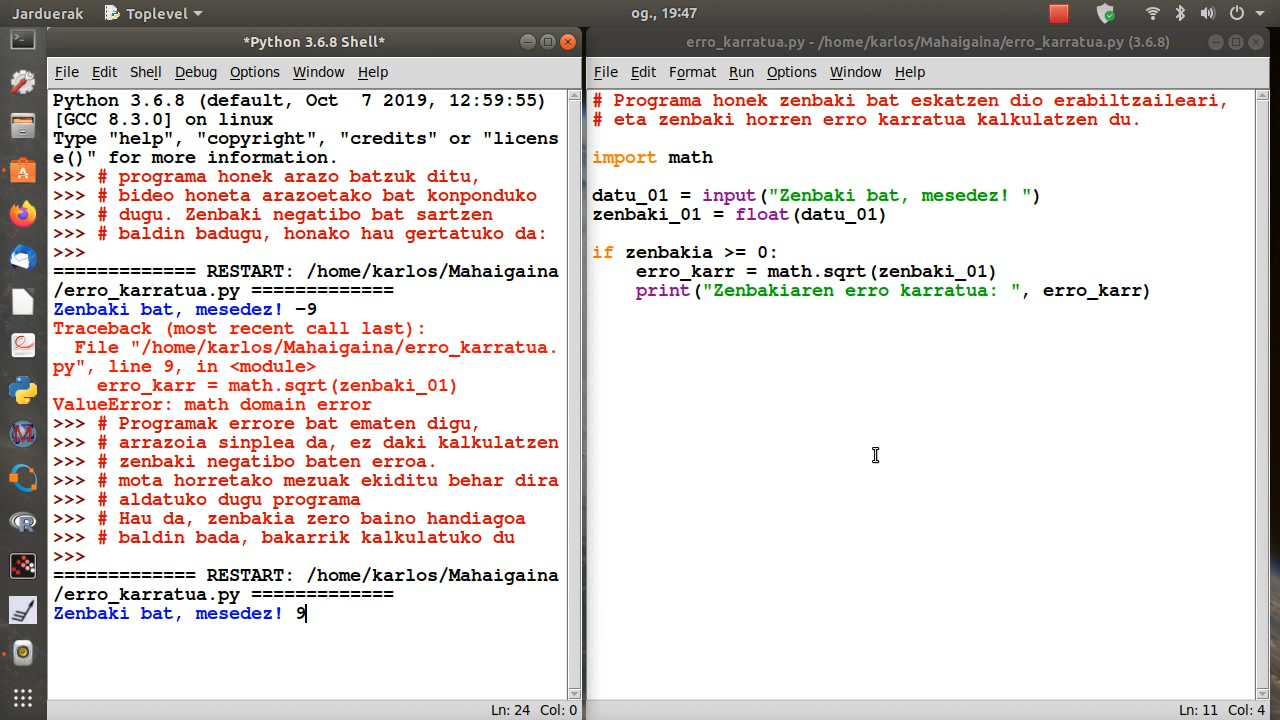 Jarduerak
Toplevel
og., 19:47
*Python 3.6.8 Shell*
File Edit Shell Debug Options Window Help
Python 3.6.8 (default, Oct  7 2019, 12:59:55)
[GCC 8.3.0] on linux
Type "help", "copyright", "credits" or "licens
e()" for more information.
>>> # programa honek arazo batzuk ditu,
>>> # bideo honeta arazoetako bat konponduko
>>> # dugu. Zenbaki negatibo bat sartzen
>>> # baldin badugu, honako hau gertatuko da:
>>>
============= RESTART: /home/karlos/Mahaigaina
/erro_karratua.py =============
Zenbaki bat, mesedez! -9
Traceback (most recent call last):
  File "/home/karlos/Mahaigaina/erro_karratua.
py", line 9, in <module>
    erro_karr = math.sqrt(zenbaki_01)
ValueError: math domain error
>>> # Programak errore bat ematen digu,
>>> # arrazoia sinplea da, ez daki kalkulatzen
>>> # zenbaki negatibo baten erroa.
>>> # mota horretako mezuak ekiditu behar dira
>>> # aldatuko dugu programa
>>> # Hau da, zenbakia zero baino handiagoa
>>> # baldin bada, bakarrik kalkulatuko du
>>>
============= RESTART: /home/karlos/Mahaigaina
/erro_karratua.py =============
Zenbaki bat, mesedez! 9
Ln: 24 Col: 0
erro_karratua.py - /home/karlos/Mahaigaina/erro_karratua.py (3.6.8)
File Edit Format Run Options Window Help
# Programa honek zenbaki bat eskatzen dio erabiltzaileari,
# eta zenbaki horren erro karratua kalkulatzen du.
import math
datu_01 = input("Zenbaki bat, mesedez! ")
zenbaki_01 = float(datu_01)
if zenbakia >= 0:
    erro_karr = math.sqrt(zenbaki_01)
    print("Zenbakiaren erro karratua: ", erro_karr)
Ln: 11 Col: 4